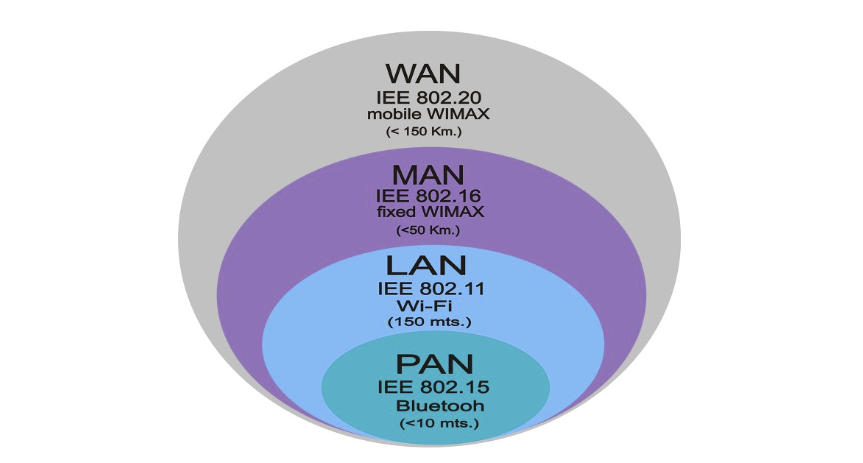 WAN
IEE 802.20
mobile WIMAX
(< 150 Km.)
MAN
IEE 802.16
fixed WIMAX
(<50 Km.)
LAN
IEE 802.11
Wi-Fi
(150 mts.)
PAN
IEE 802.15
Bluetooh
(<10 mts.)